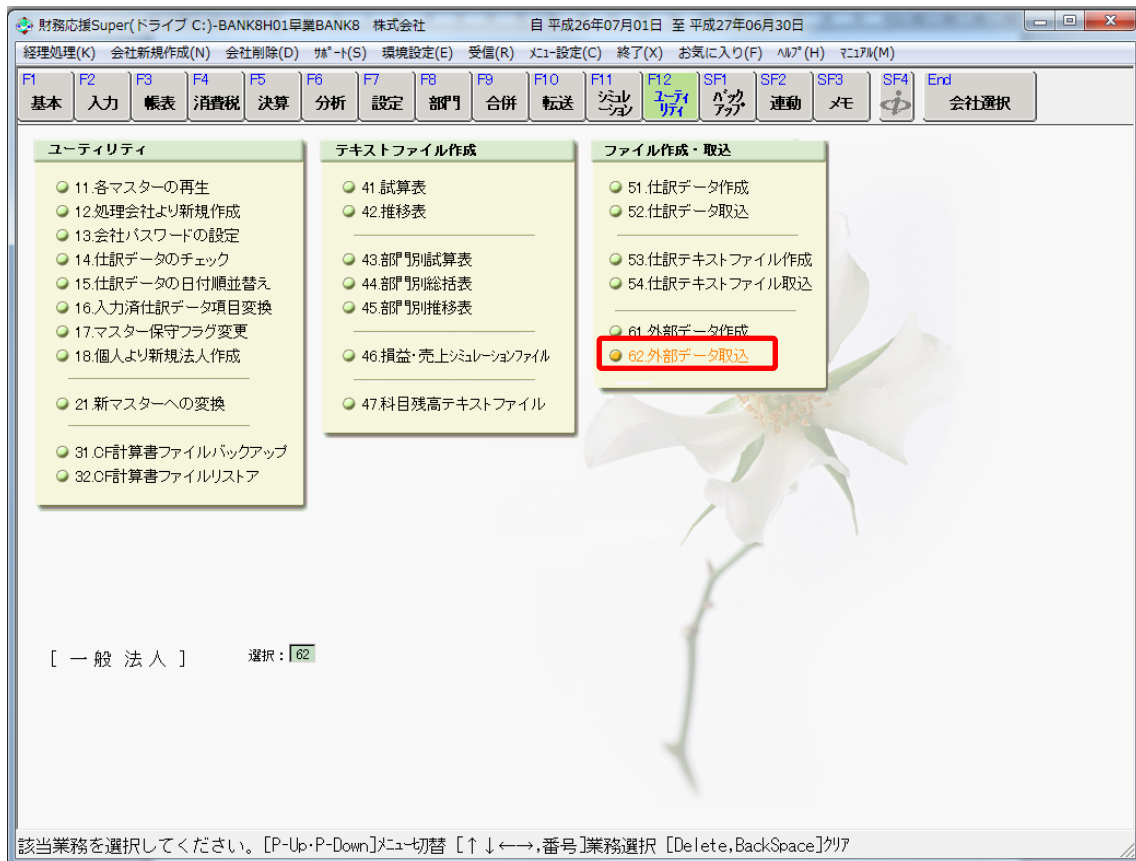 財務応援Super(ドライブ C:)-BANK8H01早業BANK8 株式会社 自 平成26年07月01日 至 平成27年06月30日
経理処理(K) 会社新規作成(N) 会社削除(D) ｻﾎﾟｰﾄ(S) 環境設定(E) 受信(R) ﾒﾆｭｰ設定(C) 終了(X) お気に入り(F) ﾍﾙﾌﾟ(H) ﾏﾆｭｱﾙ(M)
F1 F2 F3 F4 F5 F6 F7 F8 F9 F10 F11 F12 SF1 SF2 SF3 SF4 End
基本 入力 帳表 消費税 決算 分析 設定 部門 合併 転送 ｼﾐｭﾚｰｼｮﾝ ﾕｰﾃｨﾘﾃｨ ﾊﾞｯｸｱｯﾌﾟ 連動 ﾒﾓ 会社選択
ユーティリティ
11.各マスターの再生
12.処理会社より新規作成
13.会社パスワードの設定
14.仕訳データのチェック
15.仕訳データの日付順並替え
16.入力済仕訳データ項目変換
17.マスター保守フラグ変更
18.個人より新規法人作成
21.新マスターへの変換
31.CF計算書ファイルバックアップ
32.CF計算書ファイルリストア
テキストファイル作成
41.試算表
42.推移表
43.部門別試算表
44.部門別総括表
45.部門別推移表
46.損益・売上ｼﾐｭﾚｰｼｮﾝﾌｧｲﾙ
47.科目残高テキストファイル
ファイル作成・取込
51.仕訳データ作成
52.仕訳データ取込
53.仕訳テキストファイル作成
54.仕訳テキストファイル取込
61.外部データ作成
62.外部データ取込
[ 一 般 法 人 ] 選択： 62
該当業務を選択してください。[P-Up･P-Down]ﾒﾆｭｰ切替 [↑↓←→,番号]業務選択 [Delete,BackSpace]ｸﾘｱ